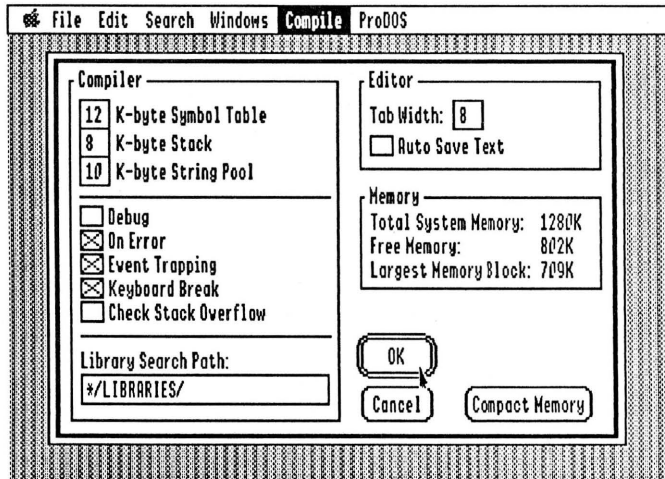 File Edit Search Windows Compile ProDOS
Compiler
12 K-byte Symbol Table
8 K-byte Stack
10 K-byte String Pool
Debug
On Error
Event Trapping
Keyboard Break
Check Stack Overflow
Library Search Path:
*/LIBRARIES/
Editor
Tab Width: 8
Auto Save Text
Memory
Total System Memory: 1280K
Free Memory: 802K
Largest Memory Block: 709K
OK
Cancel
Compact Memory